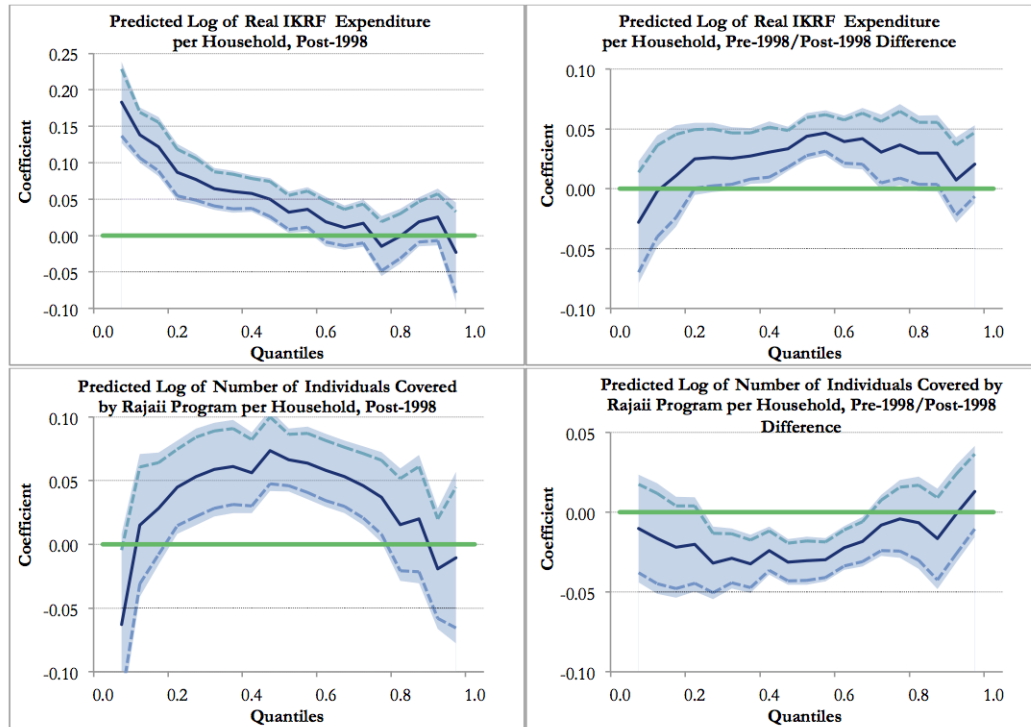 Predicted Log of Real IKRF Expenditure
per Household, Post-1998
0.25
0.20
0.15
0.10
0.05
0.00
-0.05
-0.10
Coefficient
0.0 0.2 0.4 0.6 0.8 1.0
Quantiles
Predicted Log of Real IKRF Expenditure
per Household, Pre-1998/Post-1998 Difference
0.10
0.05
0.00
-0.05
-0.10
Coefficient
0.0 0.2 0.4 0.6 0.8 1.0
Quantiles
Predicted Log of Number of Individuals Covered
by Rajaii Program per Household, Post-1998
0.10
0.05
0.00
-0.05
-0.10
Coefficient
0.0 0.2 0.4 0.6 0.8 1.0
Quantiles
Predicted Log of Number of Individuals Covered by
Rajaii Program per Household, Pre-1998/Post-1998
Difference
0.05
0.00
-0.05
-0.10
Coefficient
0.0 0.2 0.4 0.6 0.8 1.0
Quantiles